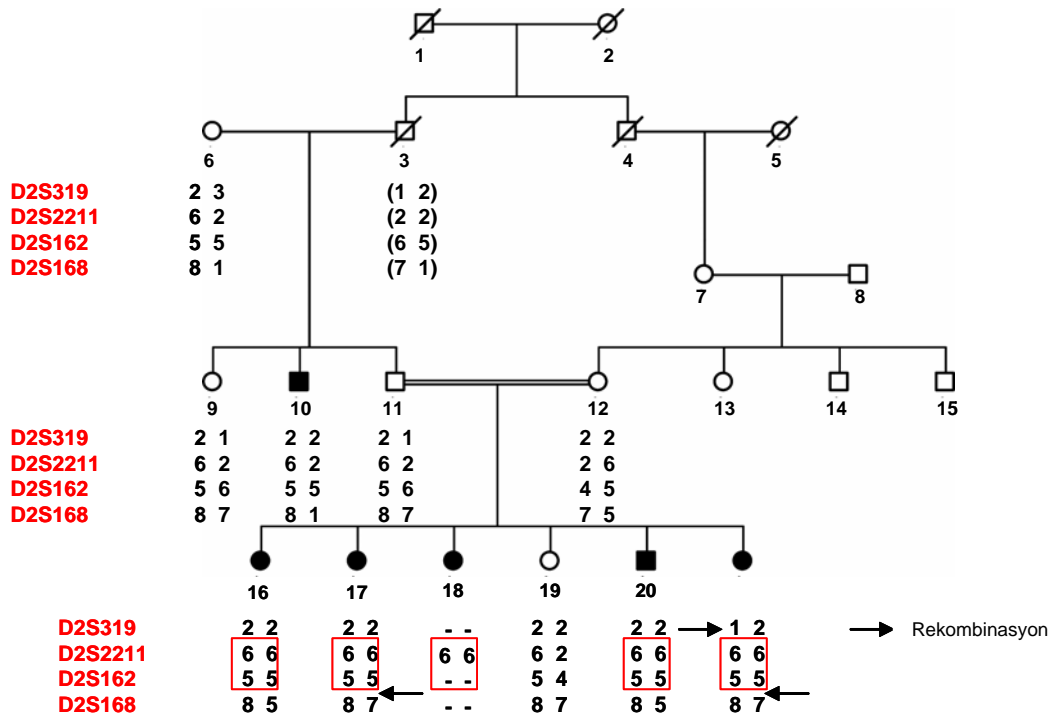 1 2
6 3 4 5
D2S319 2 3 (1 2)
D2S2211 6 2 (2 2)
D2S162 5 5 (6 5)
D2S168 8 1 (7 1)
7 8
9 10 11 12 13 14 15
D2S319 2 1 2 2 2 1 2 2
D2S2211 6 2 6 2 6 2 2 6
D2S162 5 6 5 5 5 6 4 5
D2S168 8 7 8 1 8 7 7 5
16 17 18 19 20
D2S319 2 2 2 2 - - 2 2 2 2 1 2 Rekombinasyon
D2S2211 6 6 6 6 6 6 6 2 6 6 6 6
D2S162 5 5 5 5 - - 5 4 5 5 5 5
D2S168 8 5 8 7 - - 8 7 8 5 8 7